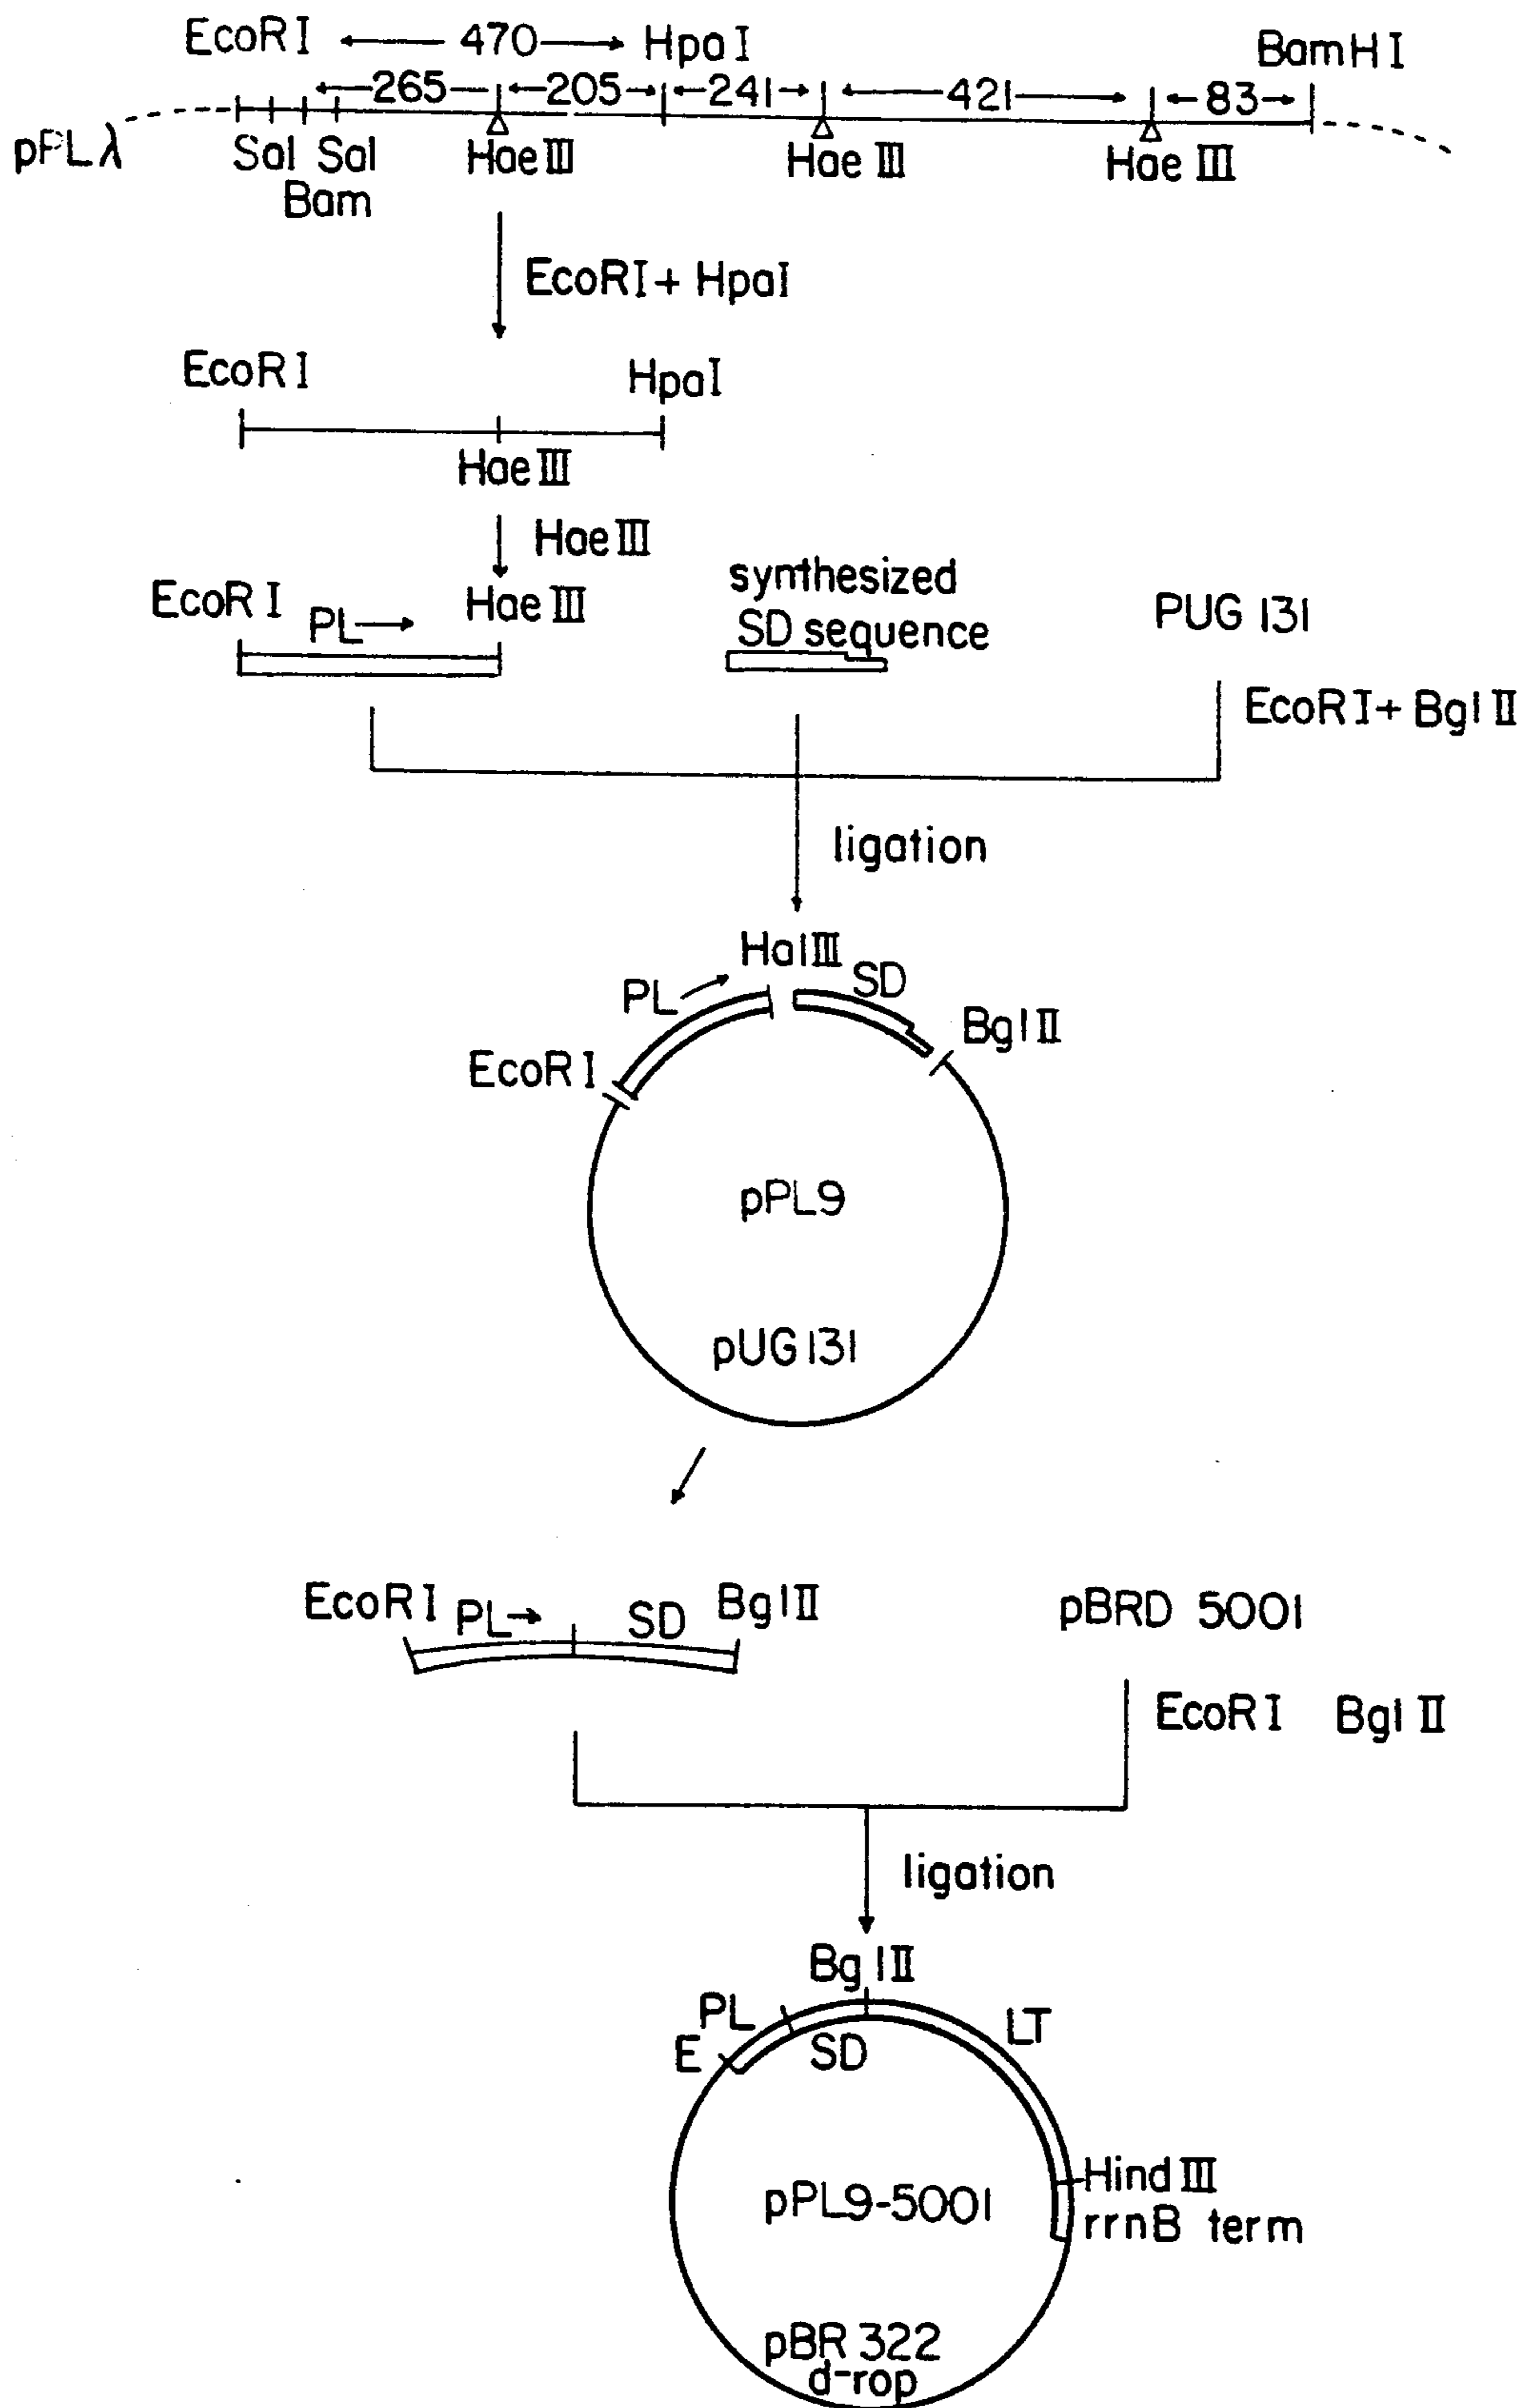 EcoRI ←470→ HpaI
BamHI
←265— ←205→ ←241→ ←421→ ←83→
pPLλ
Sal Sal HaeIII HaeIII HaeIII
Bam
EcoRI+ HpaI
EcoRI HpaI
HaeIII
HaeIII
EcoRI PL→ HaeIII
synthesized
SD sequence
PUG 131
EcoRI+ BglII
ligation
HalIII
PL→ SD
BglII
EcoRI
pPL9
pUG131
EcoRI PL→ SD BglII
pBRD 5001
EcoRI BglII
ligation
BglII
PL LT
E SD
HindIII
pPL9-5001
rrnB term
pBR322
d-rop